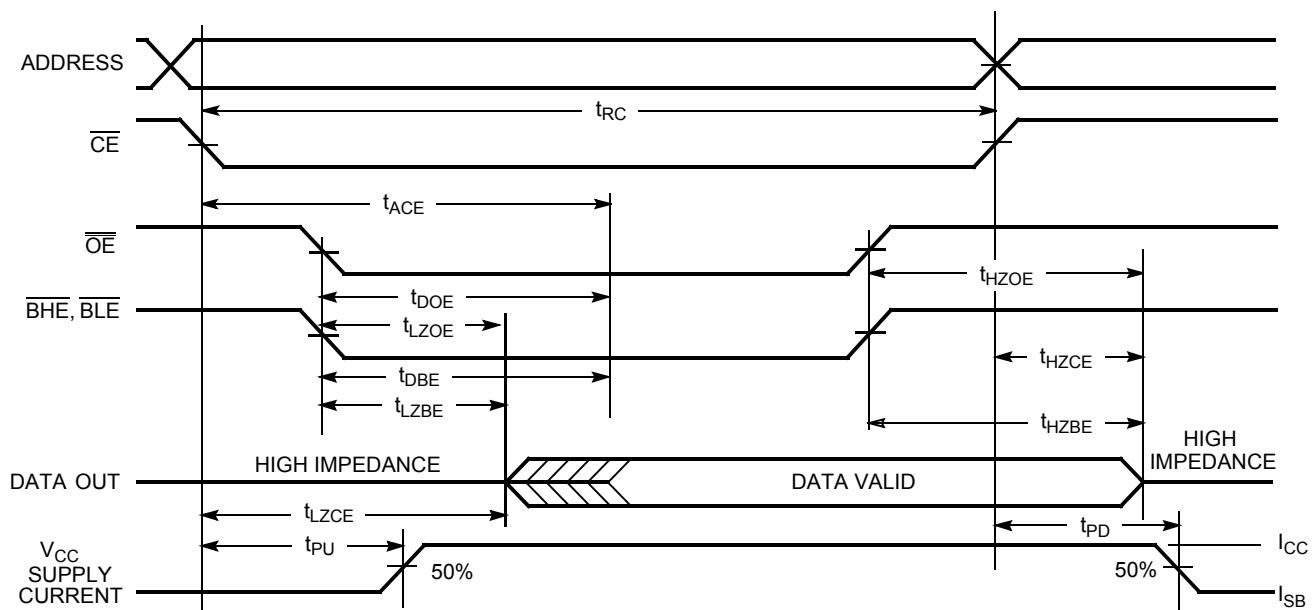 ADDRESS
tRC
CE
tACE
OE
tHZOE
tDOE
BHE, BLE
tLZOE
tHZCE
tDBE
tLZBE
tHZBE
HIGH IMPEDANCE
HIGH
IMPEDANCE
DATA OUT
DATA VALID
tLZCE
tPD
tPU
VCC
SUPPLY
CURRENT
50%
50%
ICC
ISB